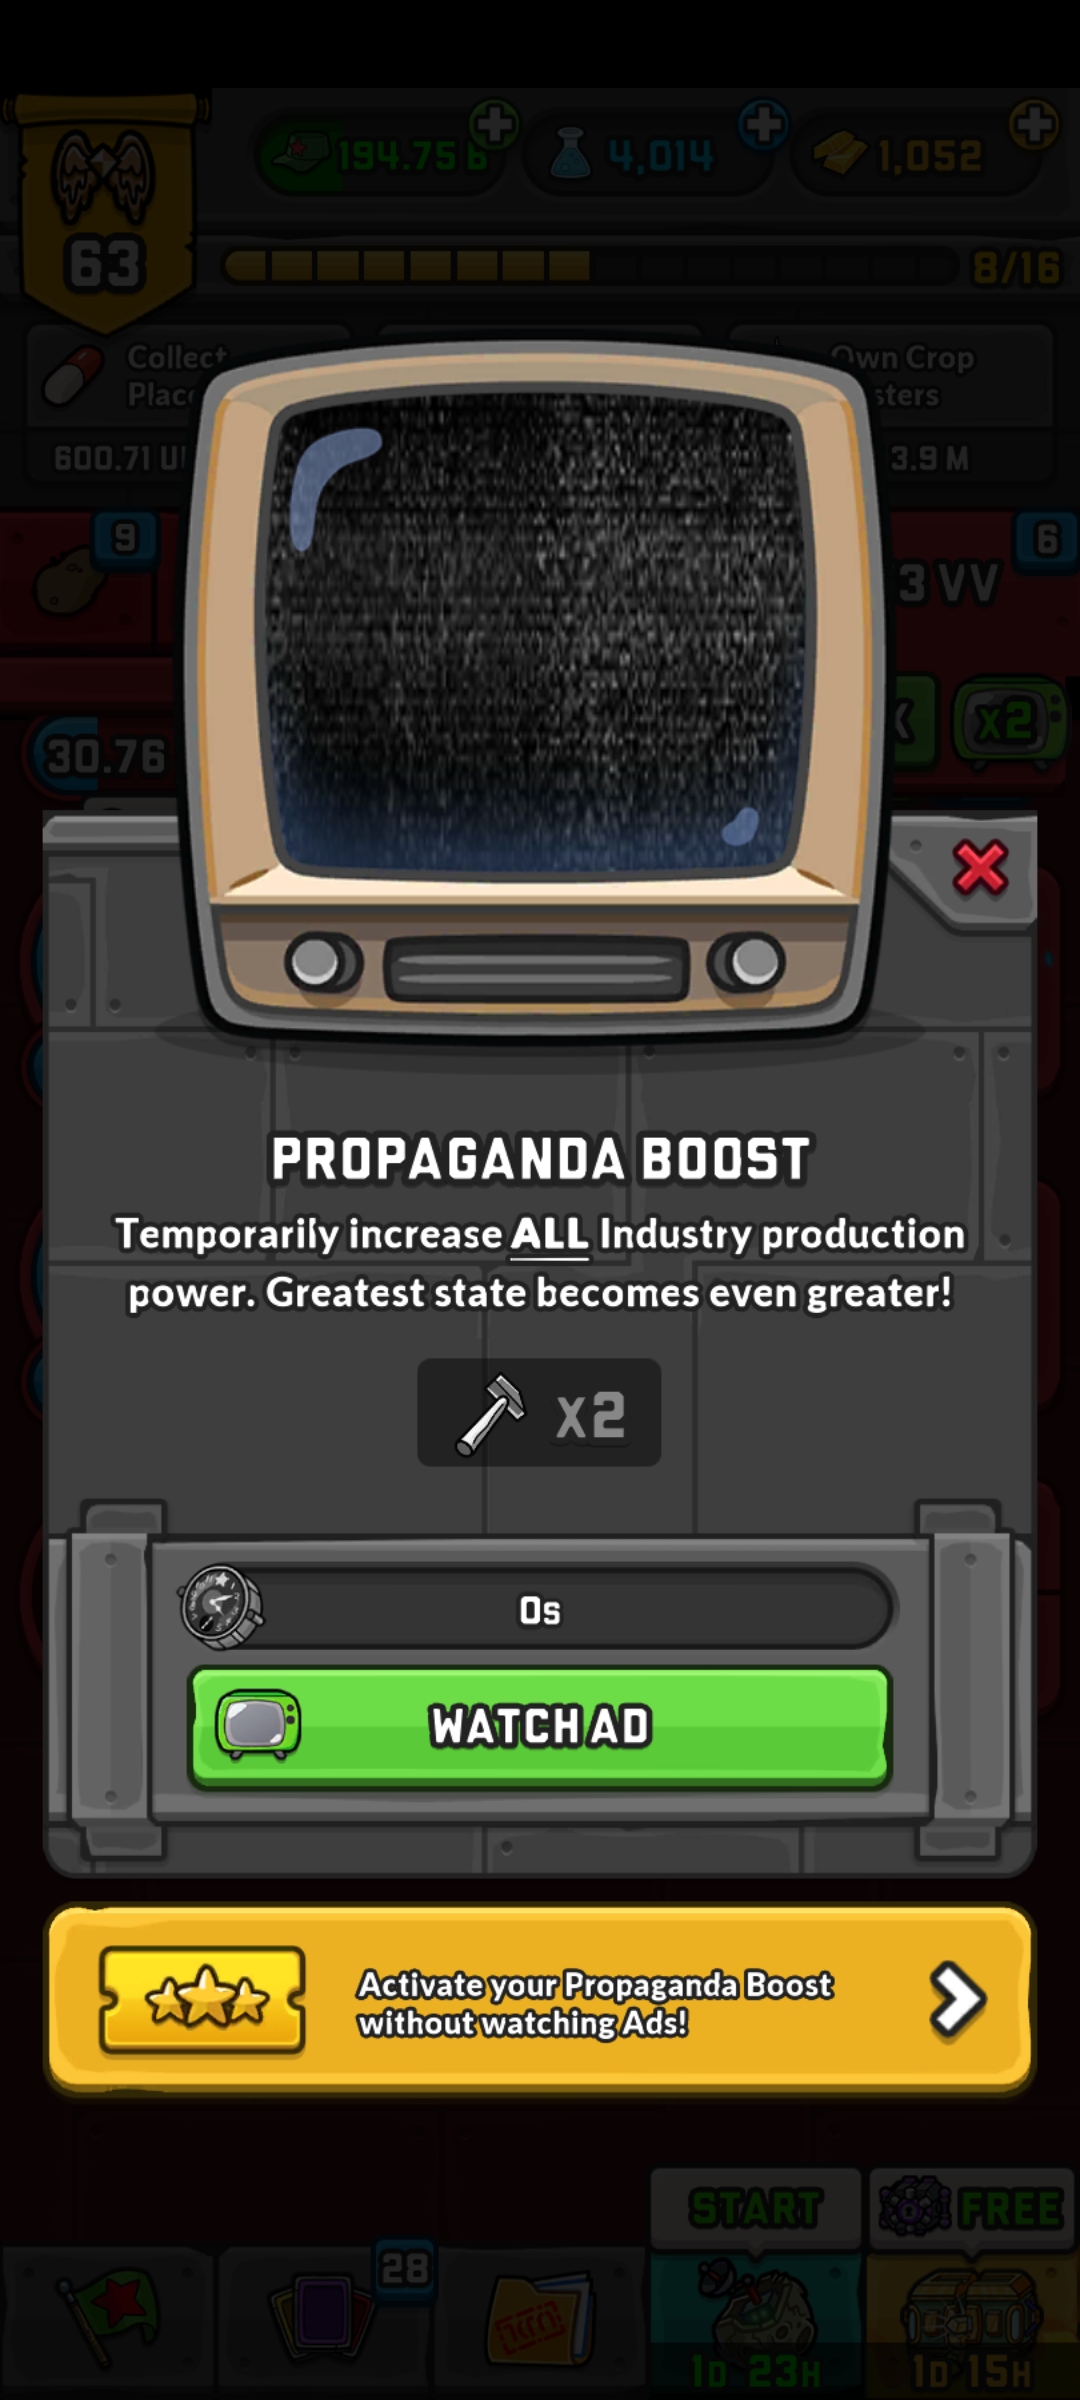 194.75 B
4,014
1,052
63
8/16
Collect
Own Crop
600.71
3.9 M
9
6
3 VV
30.76
x2
PROPAGANDA BOOST
Temporarily increase ALL Industry production
power. Greatest state becomes even greater!
x2
0s
WATCH AD
Activate your Propaganda Boost
without watching Ads!
START
FREE
28
1D 23H
1D 15H